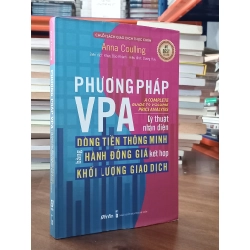 Anna Coulling
PHƯƠNG PHÁP
VPA
A COMPLETE
GUIDE TO VOLUME
PRICE ANALYSIS
Kỹ thuật
nhận diện
DÒNG TIỀN THÔNG MINH
bằng HÀNH ĐỘNG GIÁ kết hợp
KHỐI LƯỢNG GIAO DỊCH